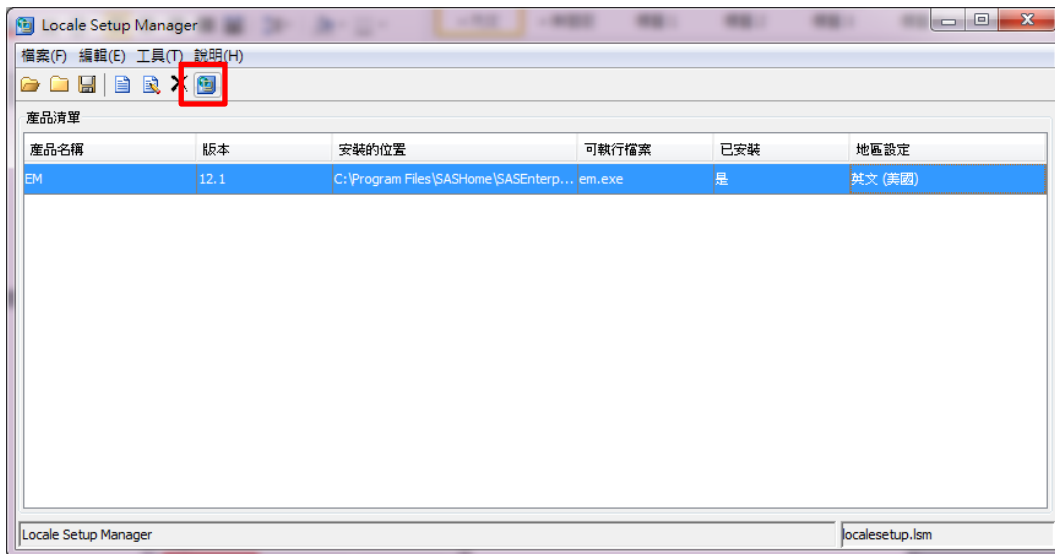 Locale Setup Manager
檔案(F) 編輯(E) 工具(T) 說明(H)
產品清單
產品名稱 版本 安裝的位置 可執行檔案 已安裝 地區設定
EM 12.1 C:\Program Files\SASHome\SASEnterp... em.exe 是 英文 (美國)
Locale Setup Manager localesetup.lsm